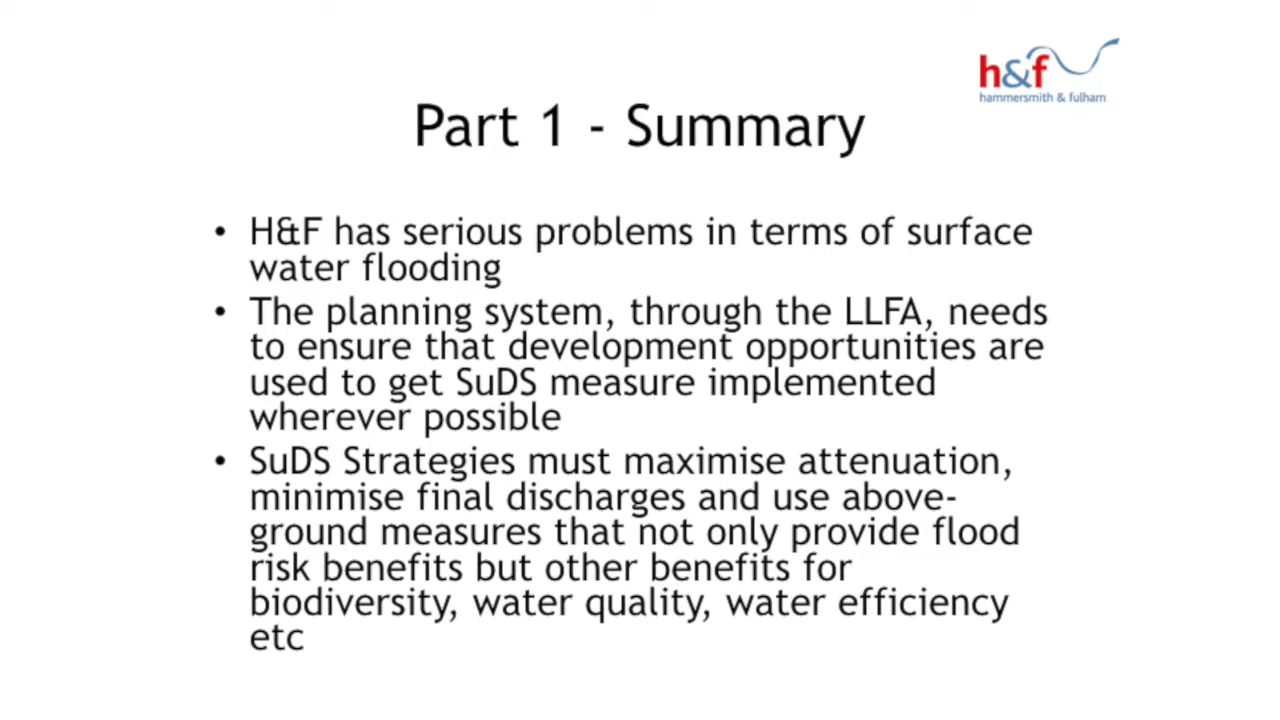 h&f
hammersmith & fulham
Part 1 - Summary
• H&F has serious problems in terms of surface
water flooding
• The planning system, through the LLFA, needs
to ensure that development opportunities are
used to get SuDS measure implemented
wherever possible
• SuDS Strategies must maximise attenuation,
minimise final discharges and use above-
ground measures that not only provide flood
risk benefits but other benefits for
biodiversity, water quality, water efficiency
etc